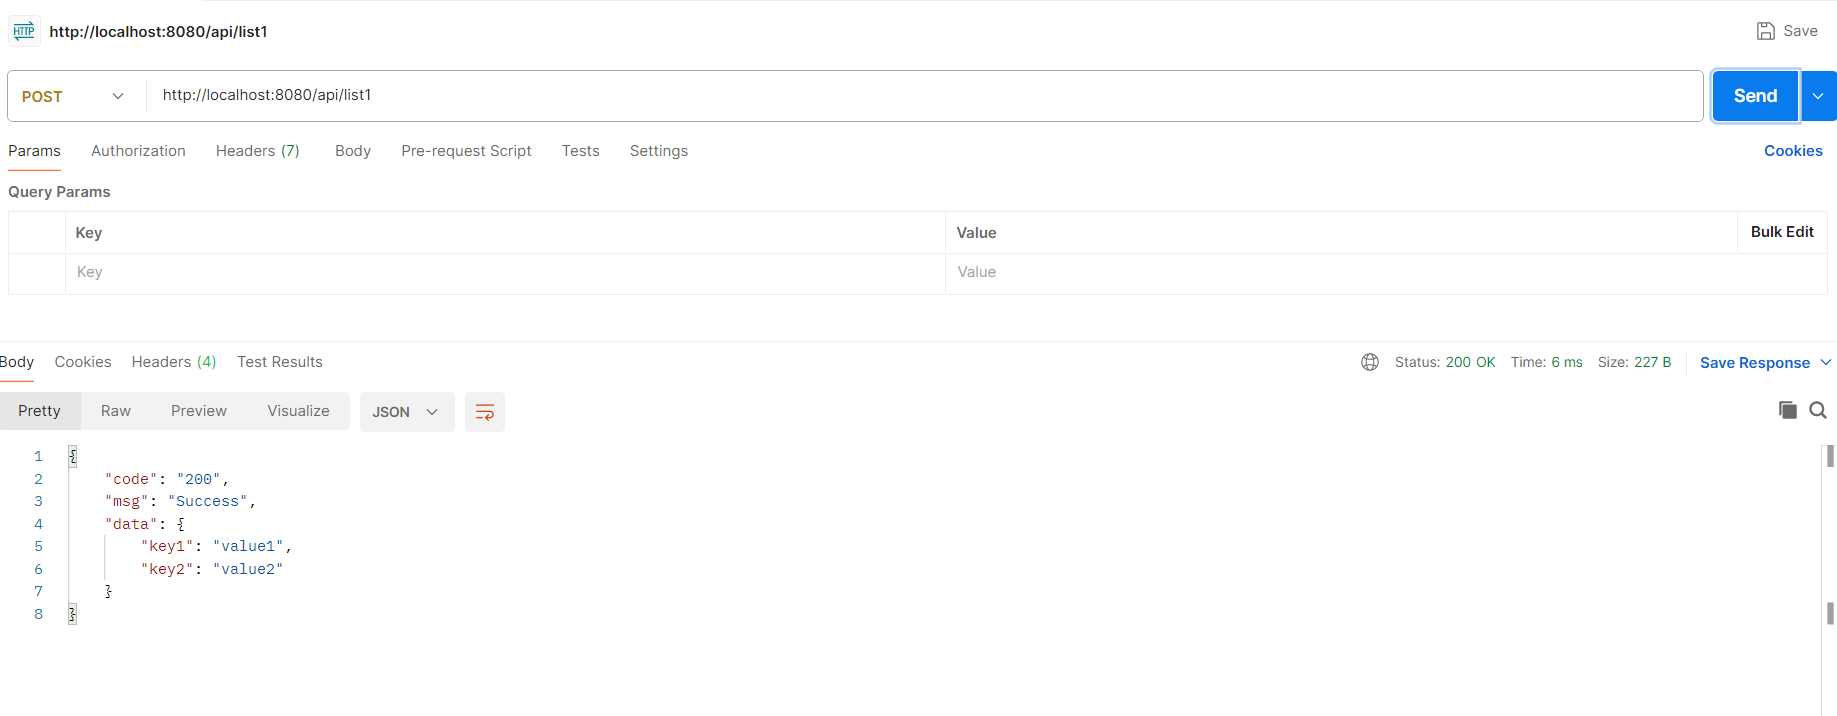 HTTP http://localhost:8080/api/list1 Save
POST http://localhost:8080/api/list1 Send
Params Authorization Headers (7) Body Pre-request Script Tests Settings Cookies
Query Params
Key Value Bulk Edit
Key Value
Body Cookies Headers (4) Test Results Status: 200 OK Time: 6 ms Size: 227 B Save Response
Pretty Raw Preview Visualize JSON
1 {
2 "code": "200",
3 "msg": "Success",
4 "data": {
5 "key1": "value1",
6 "key2": "value2"
7 }
8 }